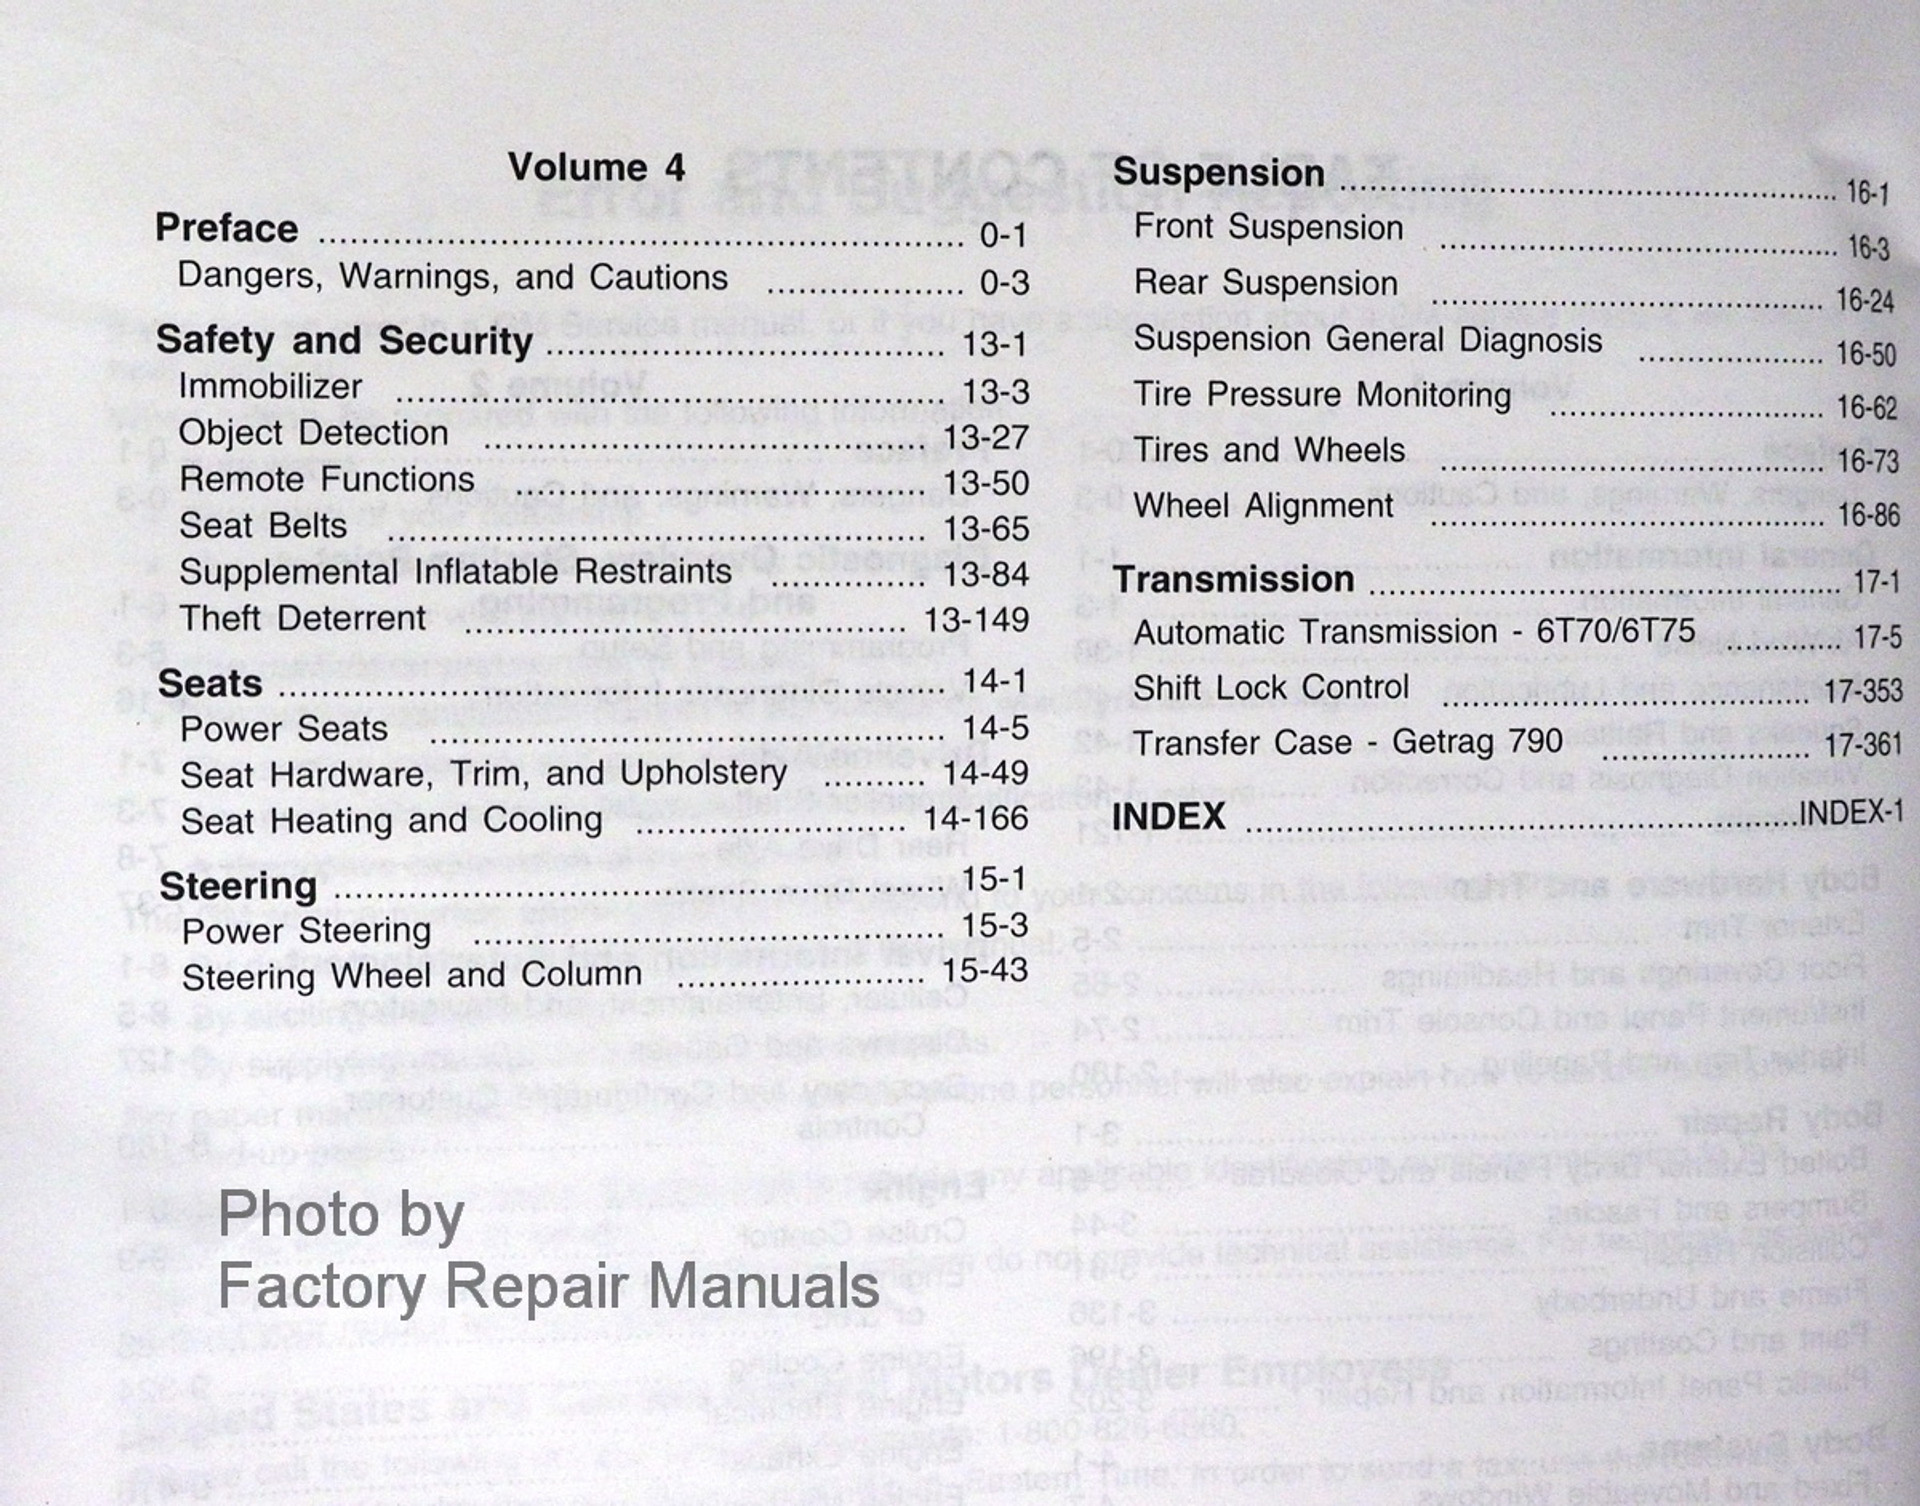 Volume 4
Preface ........................ 0-1
Dangers, Warnings, and Cautions ........................ 0-3
Safety and Security ........................ 13-1
Immobilizer ........................ 13-3
Object Detection ........................ 13-27
Remote Functions ........................ 13-50
Seat Belts ........................ 13-65
Supplemental Inflatable Restraints ........................ 13-84
Theft Deterrent ........................ 13-149
Seats ........................ 14-1
Power Seats ........................ 14-5
Seat Hardware, Trim, and Upholstery ........................ 14-49
Seat Heating and Cooling ........................ 14-166
Steering ........................ 15-1
Power Steering ........................ 15-3
Steering Wheel and Column ........................ 15-43
Suspension ........................ 16-1
Front Suspension ........................ 16-3
Rear Suspension ........................ 16-24
Suspension General Diagnosis ........................ 16-50
Tire Pressure Monitoring ........................ 16-62
Tires and Wheels ........................ 16-73
Wheel Alignment ........................ 16-86
Transmission ........................ 17-1
Automatic Transmission - 6T70/6T75 ........................ 17-5
Shift Lock Control ........................ 17-353
Transfer Case - Getrag 790 ........................ 17-361
INDEX ........................ INDEX-1
Photo by
Factory Repair Manuals